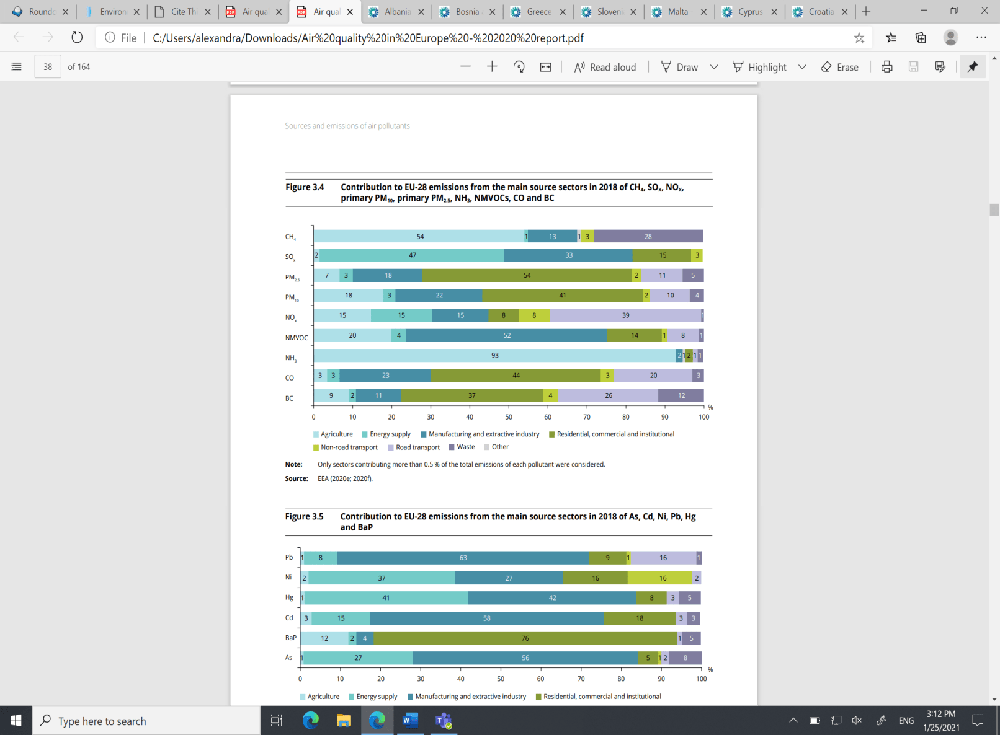 Roundc
Environ
Cite Thi
Air qual
Air qual
Albania
Bosnia
Greece
Sloveni
Malta -
Cyprus
Croatia
File
C:/Users/alexandra/Downloads/Air%20quality%20in%20Europe%20-%202020%20report.pdf
38 of 164
Read aloud
Draw
Highlight
Erase
Sources and emissions of air pollutants
Figure 3.4 Contribution to EU-28 emissions from the main source sectors in 2018 of CH₄, SOₓ, NOₓ,
primary PM₁₀, primary PM₂.₅, NH₃, NMVOCs, CO and BC
CH₄ 54 1 13 1 3 28
SOₓ 2 47 33 15 3
PM₂.₅ 7 3 18 54 2 11 5
PM₁₀ 18 3 22 41 2 10 4
NOₓ 15 15 15 8 8 39 1
NMVOC 20 4 52 14 1 8 1
NH₃ 93 2 1 2 1 1
CO 3 3 23 44 3 20 3
BC 9 2 11 37 4 26 12
%
0 10 20 30 40 50 60 70 80 90 100
Agriculture Energy supply Manufacturing and extractive industry Residential, commercial and institutional
Non-road transport Road transport Waste Other
Note: Only sectors contributing more than 0.5 % of the total emissions of each pollutant were considered.
Source: EEA (2020e; 2020f).
Figure 3.5 Contribution to EU-28 emissions from the main source sectors in 2018 of As, Cd, Ni, Pb, Hg
and BaP
Pb 1 8 63 9 1 16 1
Ni 2 37 27 16 16 2
Hg 1 41 42 8 3 5
Cd 3 15 58 18 3 3
BaP 12 2 4 76 1 5
As 1 27 56 5 1 2 8
%
0 10 20 30 40 50 60 70 80 90 100
Agriculture Energy supply Manufacturing and extractive industry Residential, commercial and institutional
Type here to search
ENG
3:12 PM
1/25/2021